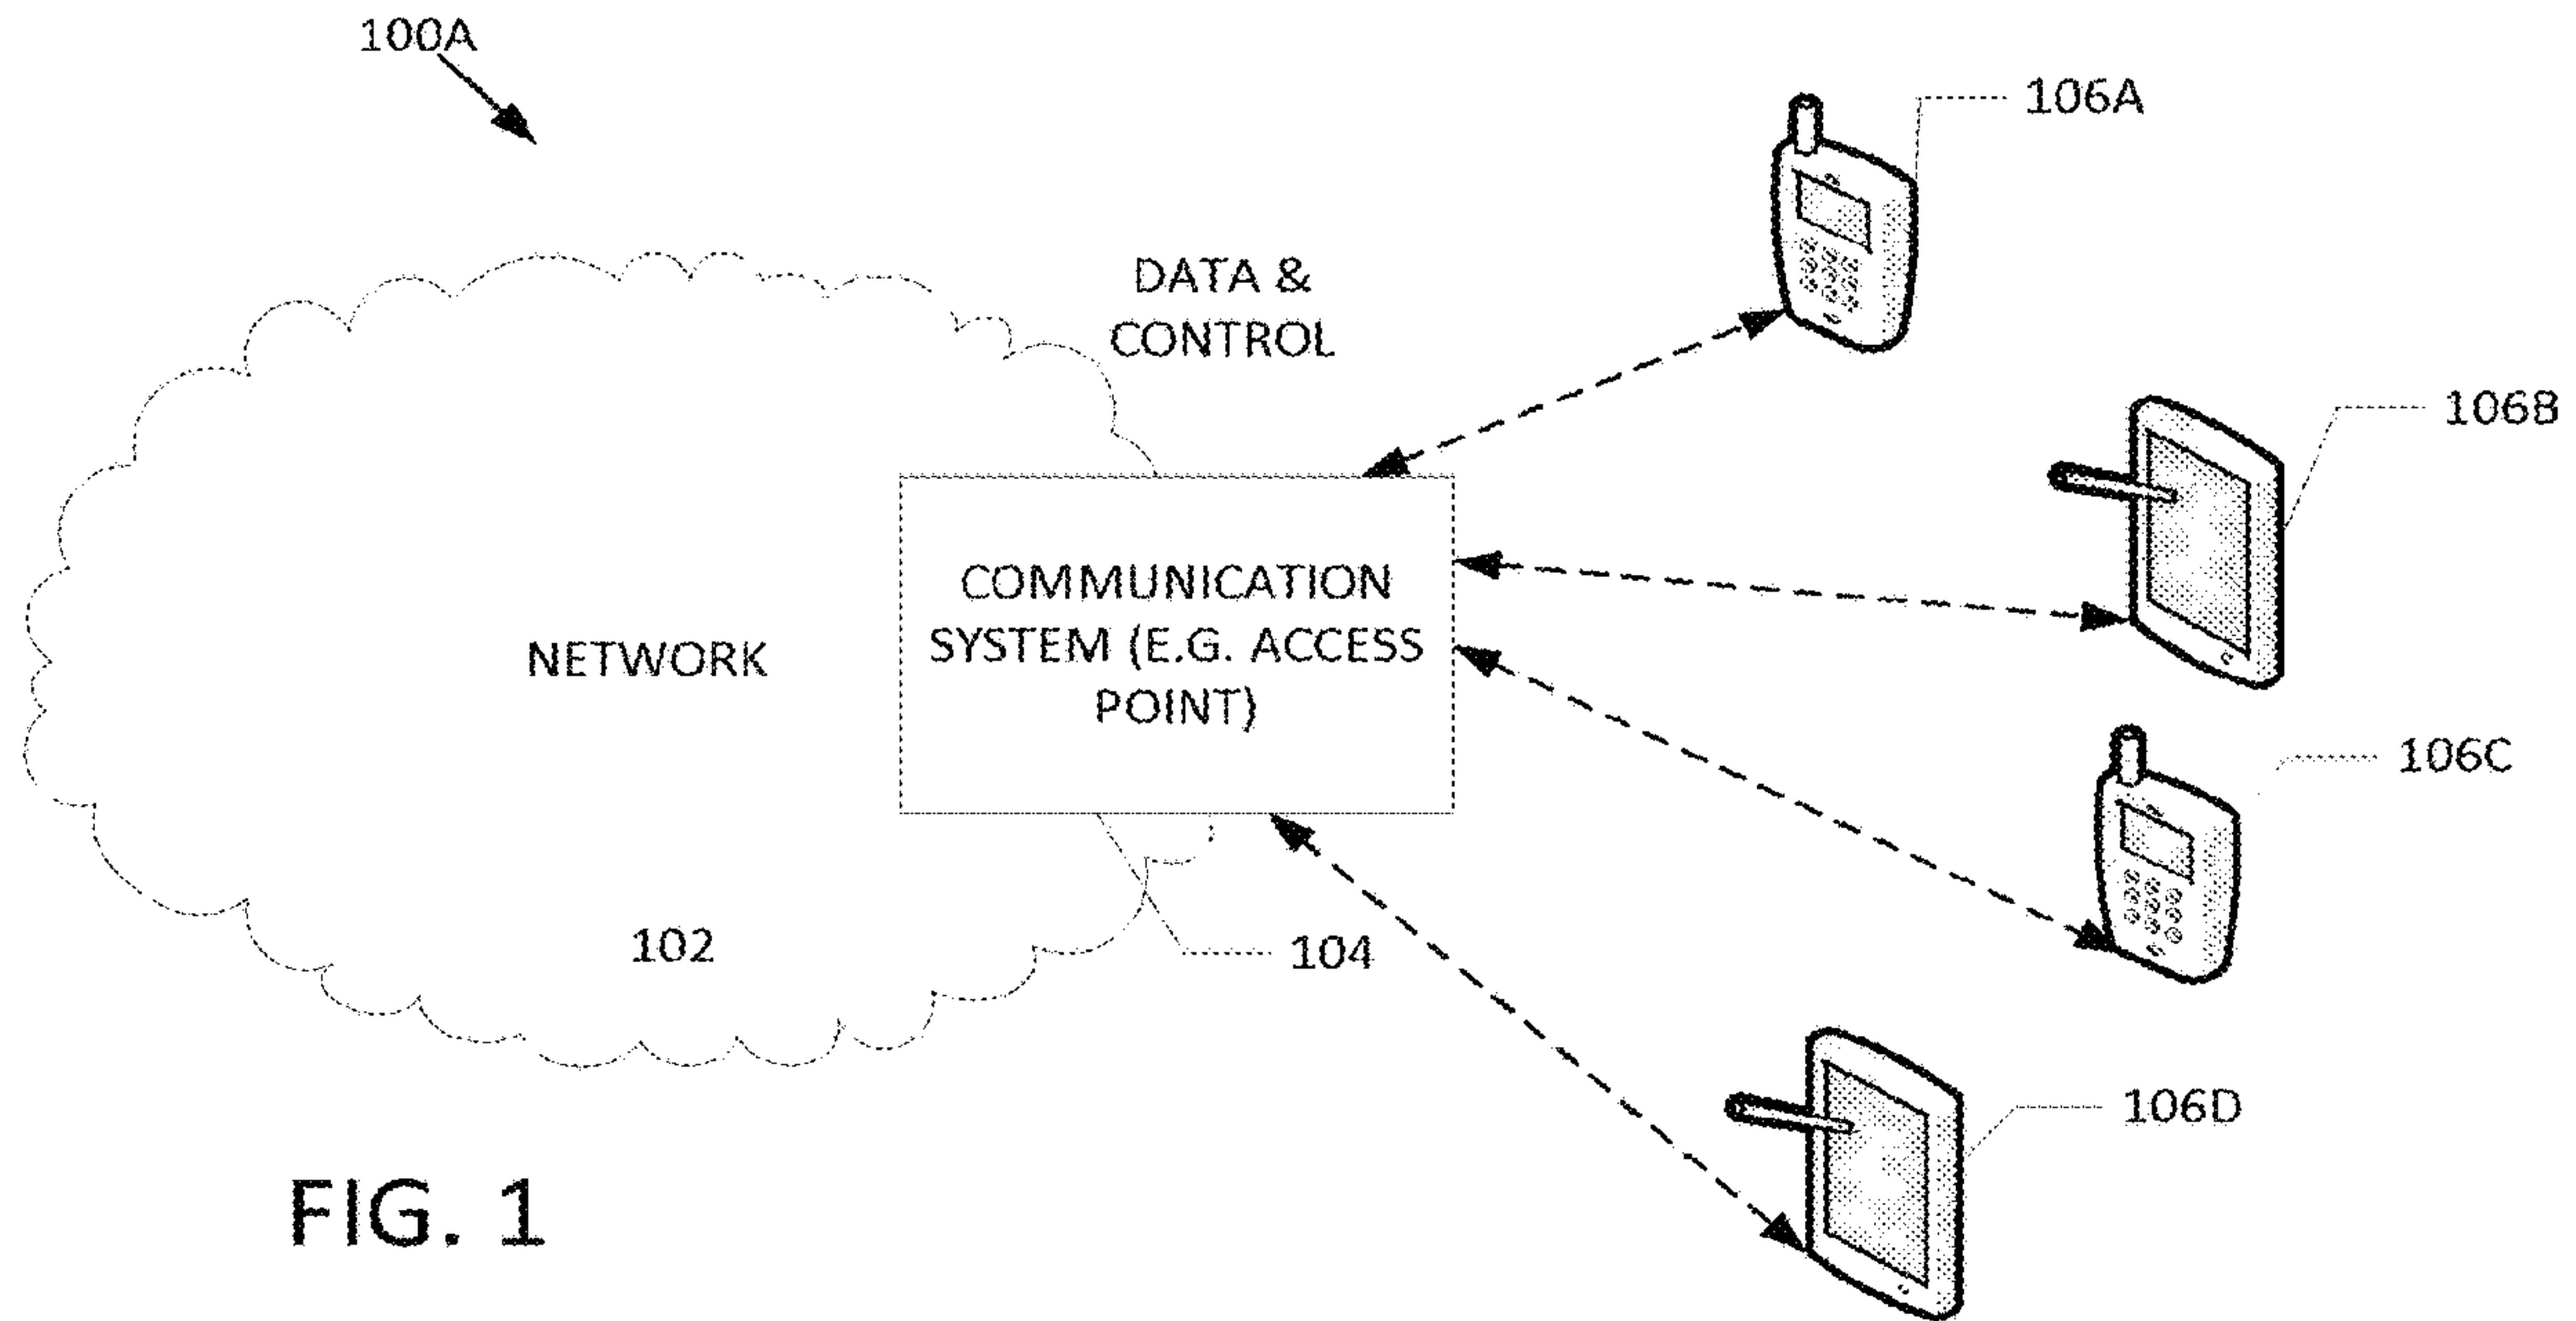 100A
106A
DATA &
CONTROL
106B
COMMUNICATION
SYSTEM (E.G. ACCESS
POINT)
NETWORK
106C
102
104
106D
FIG. 1